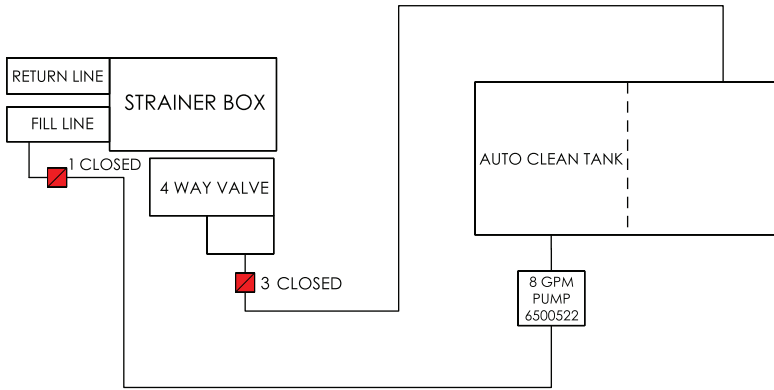 RETURN LINE
STRAINER BOX
FILL LINE
1 CLOSED
4 WAY VALVE
3 CLOSED
AUTO CLEAN TANK
8 GPM
PUMP
6500522